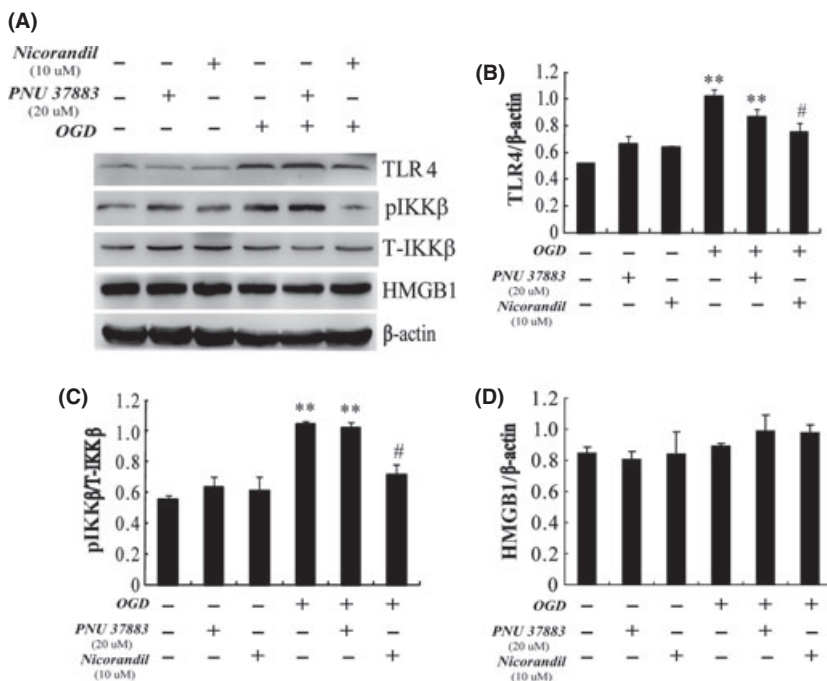 (A)
Nicorandil – – + – – +
(10 uM)
PNU 37883 – + – – + –
(20 uM)
OGD – – – + + +
TLR 4
pIKKβ
T-IKKβ
HMGB1
β-actin
(B)
TLR4/β-actin
1.2
1.0
0.8
0.6
0.4
0.2
0
** ** #
OGD – – – + + +
PNU 37883 – + – – + –
(20 uM)
Nicorandil – – + – – +
(10 uM)
(C)
pIKKβ/T-IKKβ
1.2
1.0
0.8
0.6
0.4
0.2
0
** ** #
OGD – – – + + +
PNU 37883 – + – – + –
(20 uM)
Nicorandil – – + – – +
(10 uM)
(D)
HMGB1/β-actin
1.2
1.0
0.8
0.6
0.4
0.2
0
OGD – – – + + +
PNU 37883 – + – – + –
(20 uM)
Nicorandil – – + – – +
(10 uM)